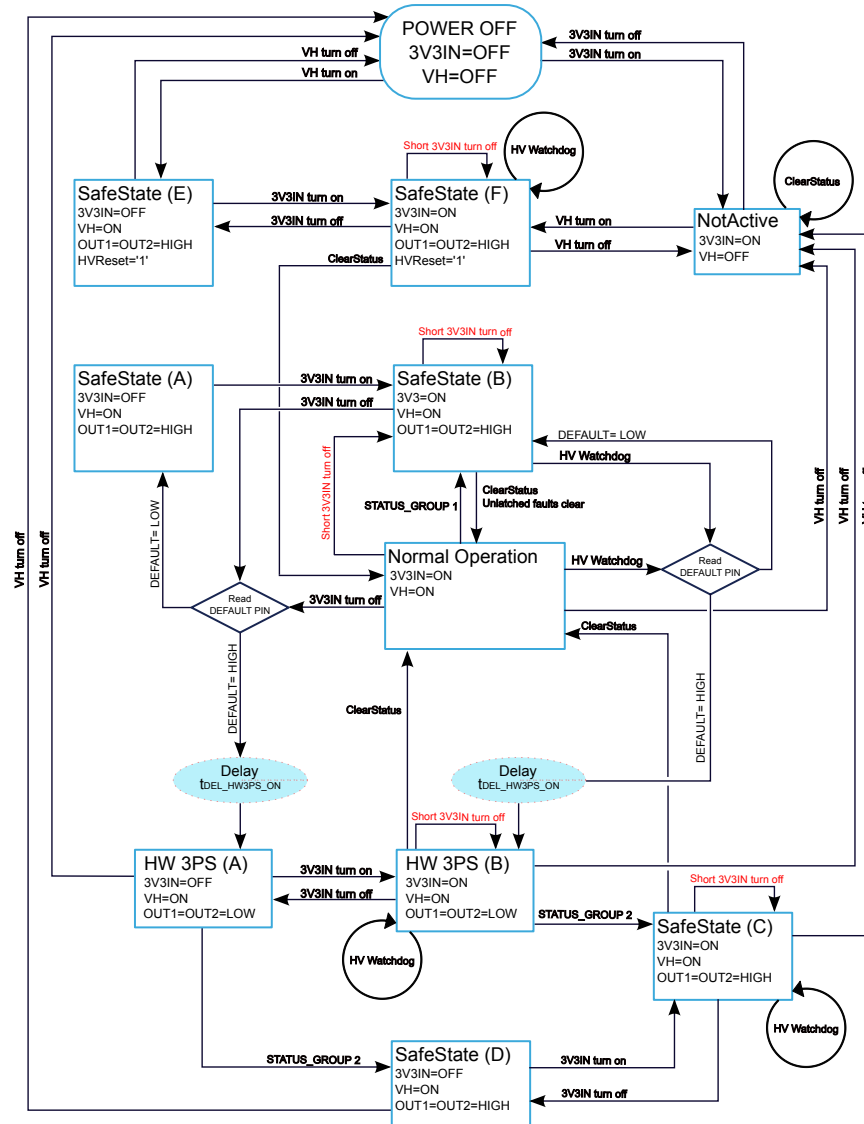 POWER OFF
3V3IN=OFF
VH=OFF
VH turn off
VH turn on
3V3IN turn off
3V3IN turn on
Short 3V3IN turn off
HV Watchdog
ClearStatus
SafeState (E)
3V3IN=OFF
VH=ON
OUT1=OUT2=HIGH
HVReset='1'
3V3IN turn on
3V3IN turn off
SafeState (F)
3V3IN=ON
VH=ON
OUT1=OUT2=HIGH
HVReset='1'
VH turn on
VH turn off
NotActive
3V3IN=ON
VH=OFF
ClearStatus
Short 3V3IN turn off
SafeState (A)
3V3IN=OFF
VH=ON
OUT1=OUT2=HIGH
3V3IN turn on
3V3IN turn off
SafeState (B)
3V3=ON
VH=ON
OUT1=OUT2=HIGH
DEFAULT= LOW
HV Watchdog
Short 3V3IN turn off
STATUS_GROUP 1
ClearStatus
Unlatched faults clear
DEFAULT= LOW
VH turn off
VH turn off
VH turn off
VH turn off
Normal Operation
3V3IN=ON
VH=ON
HV Watchdog
Read
DEFAULT PIN
Read
DEFAULT PIN
3V3IN turn off
ClearStatus
DEFAULT= HIGH
DEFAULT= HIGH
ClearStatus
Delay
tDEL_HW3PS_ON
Delay
tDEL_HW3PS_ON
Short 3V3IN turn off
HW 3PS (A)
3V3IN=OFF
VH=ON
OUT1=OUT2=LOW
3V3IN turn on
3V3IN turn off
HW 3PS (B)
3V3IN=ON
VH=ON
OUT1=OUT2=LOW
HV Watchdog
STATUS_GROUP 2
Short 3V3IN turn off
SafeState (C)
3V3IN=ON
VH=ON
OUT1=OUT2=HIGH
HV Watchdog
STATUS_GROUP 2
SafeState (D)
3V3IN=OFF
VH=ON
OUT1=OUT2=HIGH
3V3IN turn on
3V3IN turn off